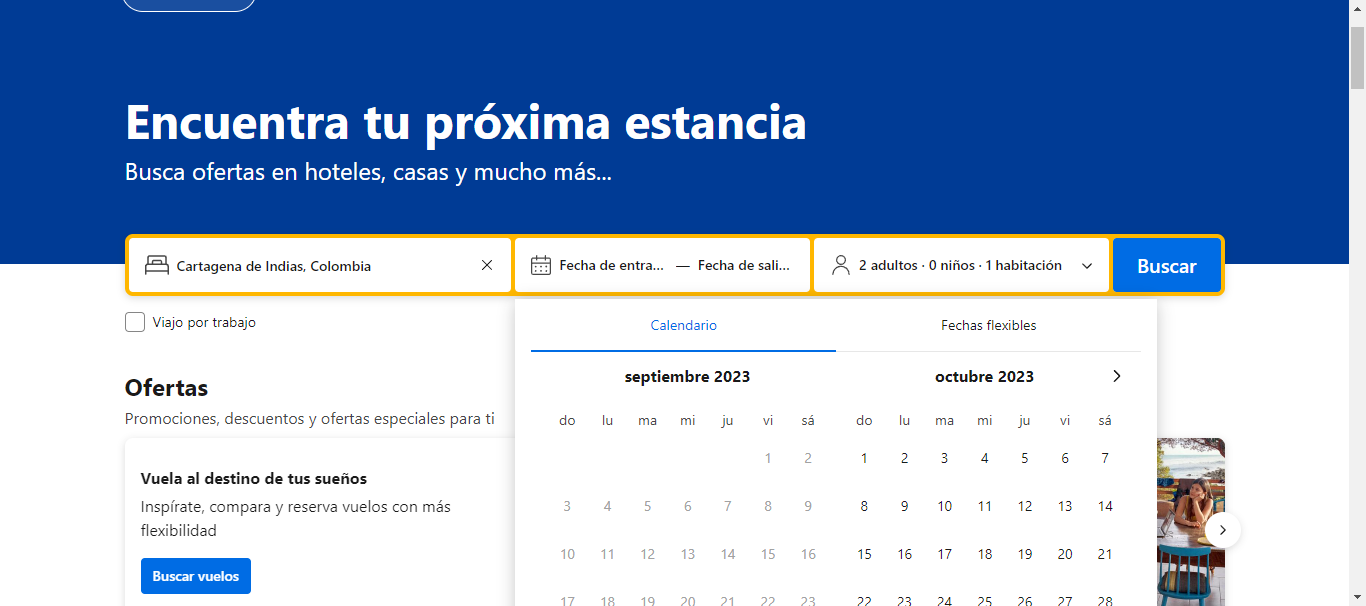 Encuentra tu próxima estancia
Busca ofertas en hoteles, casas y mucho más...
Cartagena de Indias, Colombia
Fecha de entra... — Fecha de sali...
2 adultos · 0 niños · 1 habitación
Buscar
Viajo por trabajo
Calendario
Fechas flexibles
Ofertas
Promociones, descuentos y ofertas especiales para ti
Vuela al destino de tus sueños
Inspírate, compara y reserva vuelos con más
flexibilidad
Buscar vuelos
septiembre 2023
do lu ma mi ju vi sá
1 2
3 4 5 6 7 8 9
10 11 12 13 14 15 16
17 18 19 20 21 22 23
octubre 2023
do lu ma mi ju vi sá
1 2 3 4 5 6 7
8 9 10 11 12 13 14
15 16 17 18 19 20 21
22 23 24 25 26 27 28